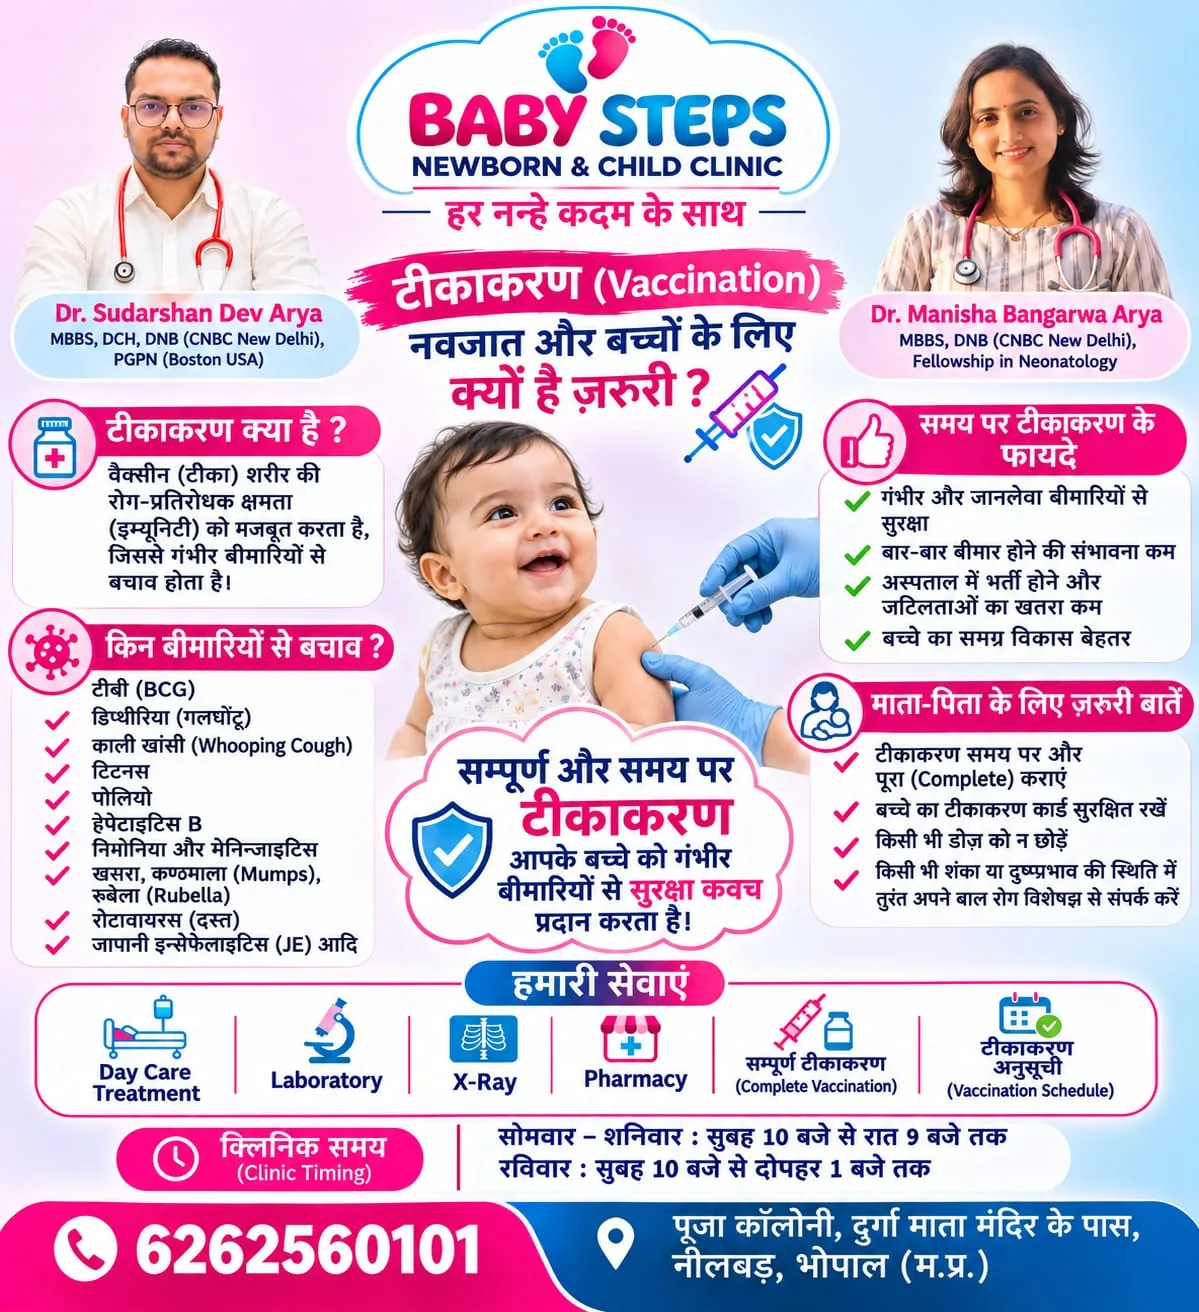 BABY STEPS
NEWBORN & CHILD CLINIC
हर नन्हे कदम के साथ
Dr. Sudarshan Dev Arya
MBBS, DCH, DNB (CNBC New Delhi),
PGPN (Boston USA)
Dr. Manisha Bangarwa Arya
MBBS, DNB (CNBC New Delhi),
Fellowship in Neonatology
टीकाकरण (Vaccination)
नवजात और बच्चों के लिए
क्यों है ज़रुरी ?
टीकाकरण क्या है ?
वैक्सीन (टीका) शरीर की
रोग-प्रतिरोधक क्षमता
(इम्यूनिटी) को मजबूत करता है,
जिससे गंभीर बीमारियों से
बचाव होता है!
किन बीमारियों से बचाव ?
टीबी (BCG)
डिप्थीरिया (गलघोंटू)
काली खांसी (Whooping Cough)
टिटनस
पोलियो
हेपेटाइटिस B
निमोनिया और मेनिन्जाइटिस
खसरा, कण्ठमाला (Mumps),
रुबेला (Rubella)
रोटावायरस (दस्त)
जापानी इन्सेफेलाइटिस (JE) आदि
समय पर टीकाकरण के
फायदे
गंभीर और जानलेवा बीमारियों से
सुरक्षा
बार-बार बीमार होने की संभावना कम
अस्पताल में भर्ती होने और
जटिलताओं का खतरा कम
बच्चे का समग्र विकास बेहतर
माता-पिता के लिए ज़रुरी बातें
टीकाकरण समय पर और
पूरा (Complete) कराएं
बच्चे का टीकाकरण कार्ड सुरक्षित रखें
किसी भी डोज़ को न छोड़ें
किसी भी शंका या दुष्प्रभाव की स्थिति में
तुरंत अपने बाल रोग विशेषझ से संपर्क करें
सम्पूर्ण और समय पर
टीकाकरण
आपके बच्चे को गंभीर
बीमारियों से सुरक्षा कवच
प्रदान करता है!
हमारी सेवाएं
Day Care
Treatment
Laboratory
X-Ray
Pharmacy
सम्पूर्ण टीकाकरण
(Complete Vaccination)
टीकाकरण
अनुसूची
(Vaccination Schedule)
क्लिनिक समय
(Clinic Timing)
सोमवार – शनिवार : सुबह 10 बजे से रात 9 बजे तक
रविवार : सुबह 10 बजे से दोपहर 1 बजे तक
6262560101
पूजा कॉलोनी, दुर्गा माता मंदिर के पास,
नीलबड़, भोपाल (म.प्र.)